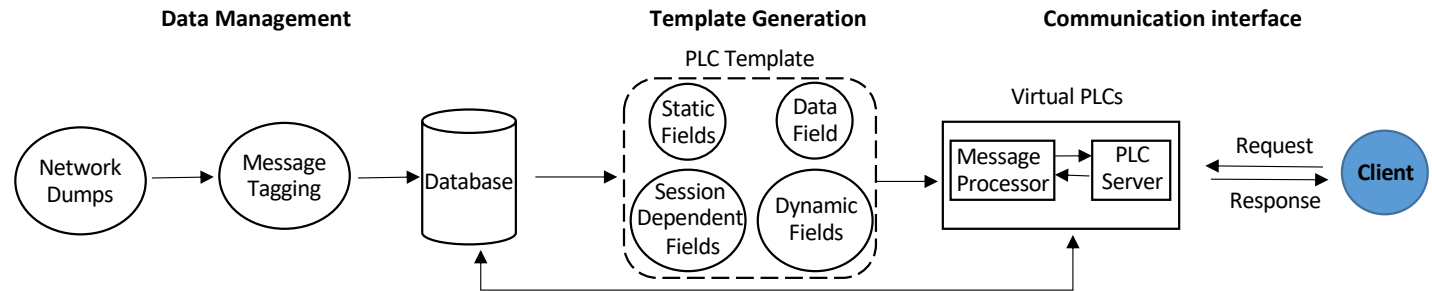 Data Management
Template Generation
Communication interface
PLC Template
Virtual PLCs
Network
Dumps
Message
Tagging
Database
Static
Fields
Data
Field
Session
Dependent
Fields
Dynamic
Fields
Message
Processor
PLC
Server
Request
Response
Client